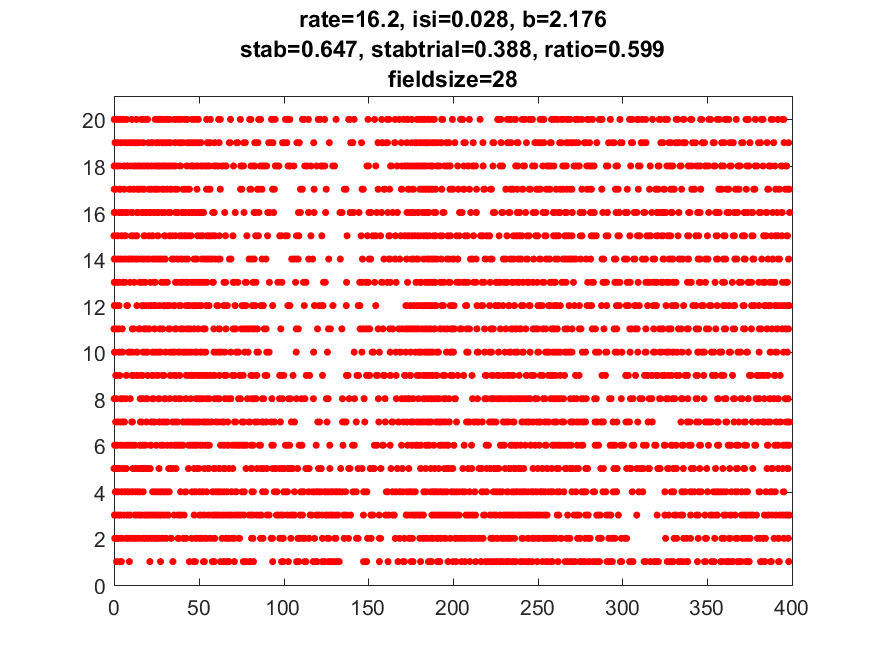 rate=16.2, isi=0.028, b=2.176
stab=0.647, stabtrial=0.388, ratio=0.599
fieldsize=28
20
18
16
14
12
10
8
6
4
2
0
0 50 100 150 200 250 300 350 400